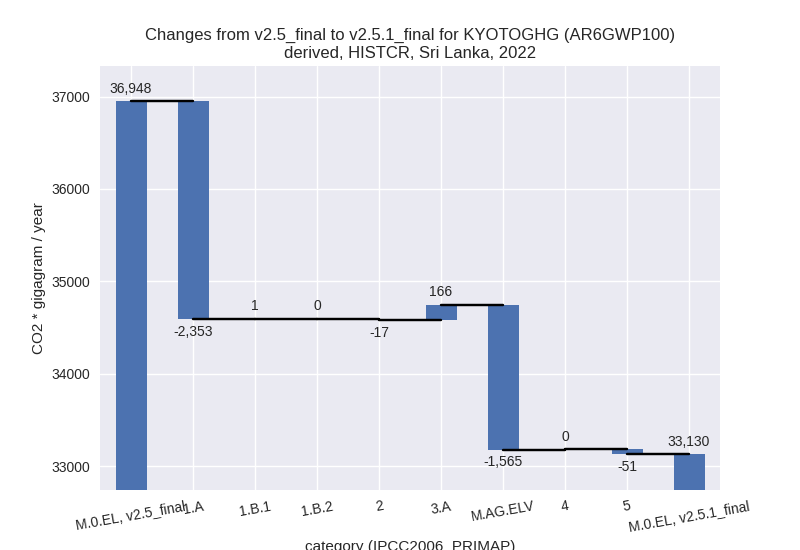 Changes from v2.5_final to v2.5.1_final for KYOTOGHG (AR6GWP100)
derived, HISTCR, Sri Lanka, 2022
CO2 * gigagram / year
37000
36000
35000
34000
33000
36,948
-2,353
1
0
-17
166
-1,565
0
-51
33,130
M.0.EL, v2.5_final
1.A
1.B.1
1.B.2
2
3.A
M.AG.ELV
4
5
M.0.EL, v2.5.1_final
category (IPCC2006_PRIMAP)